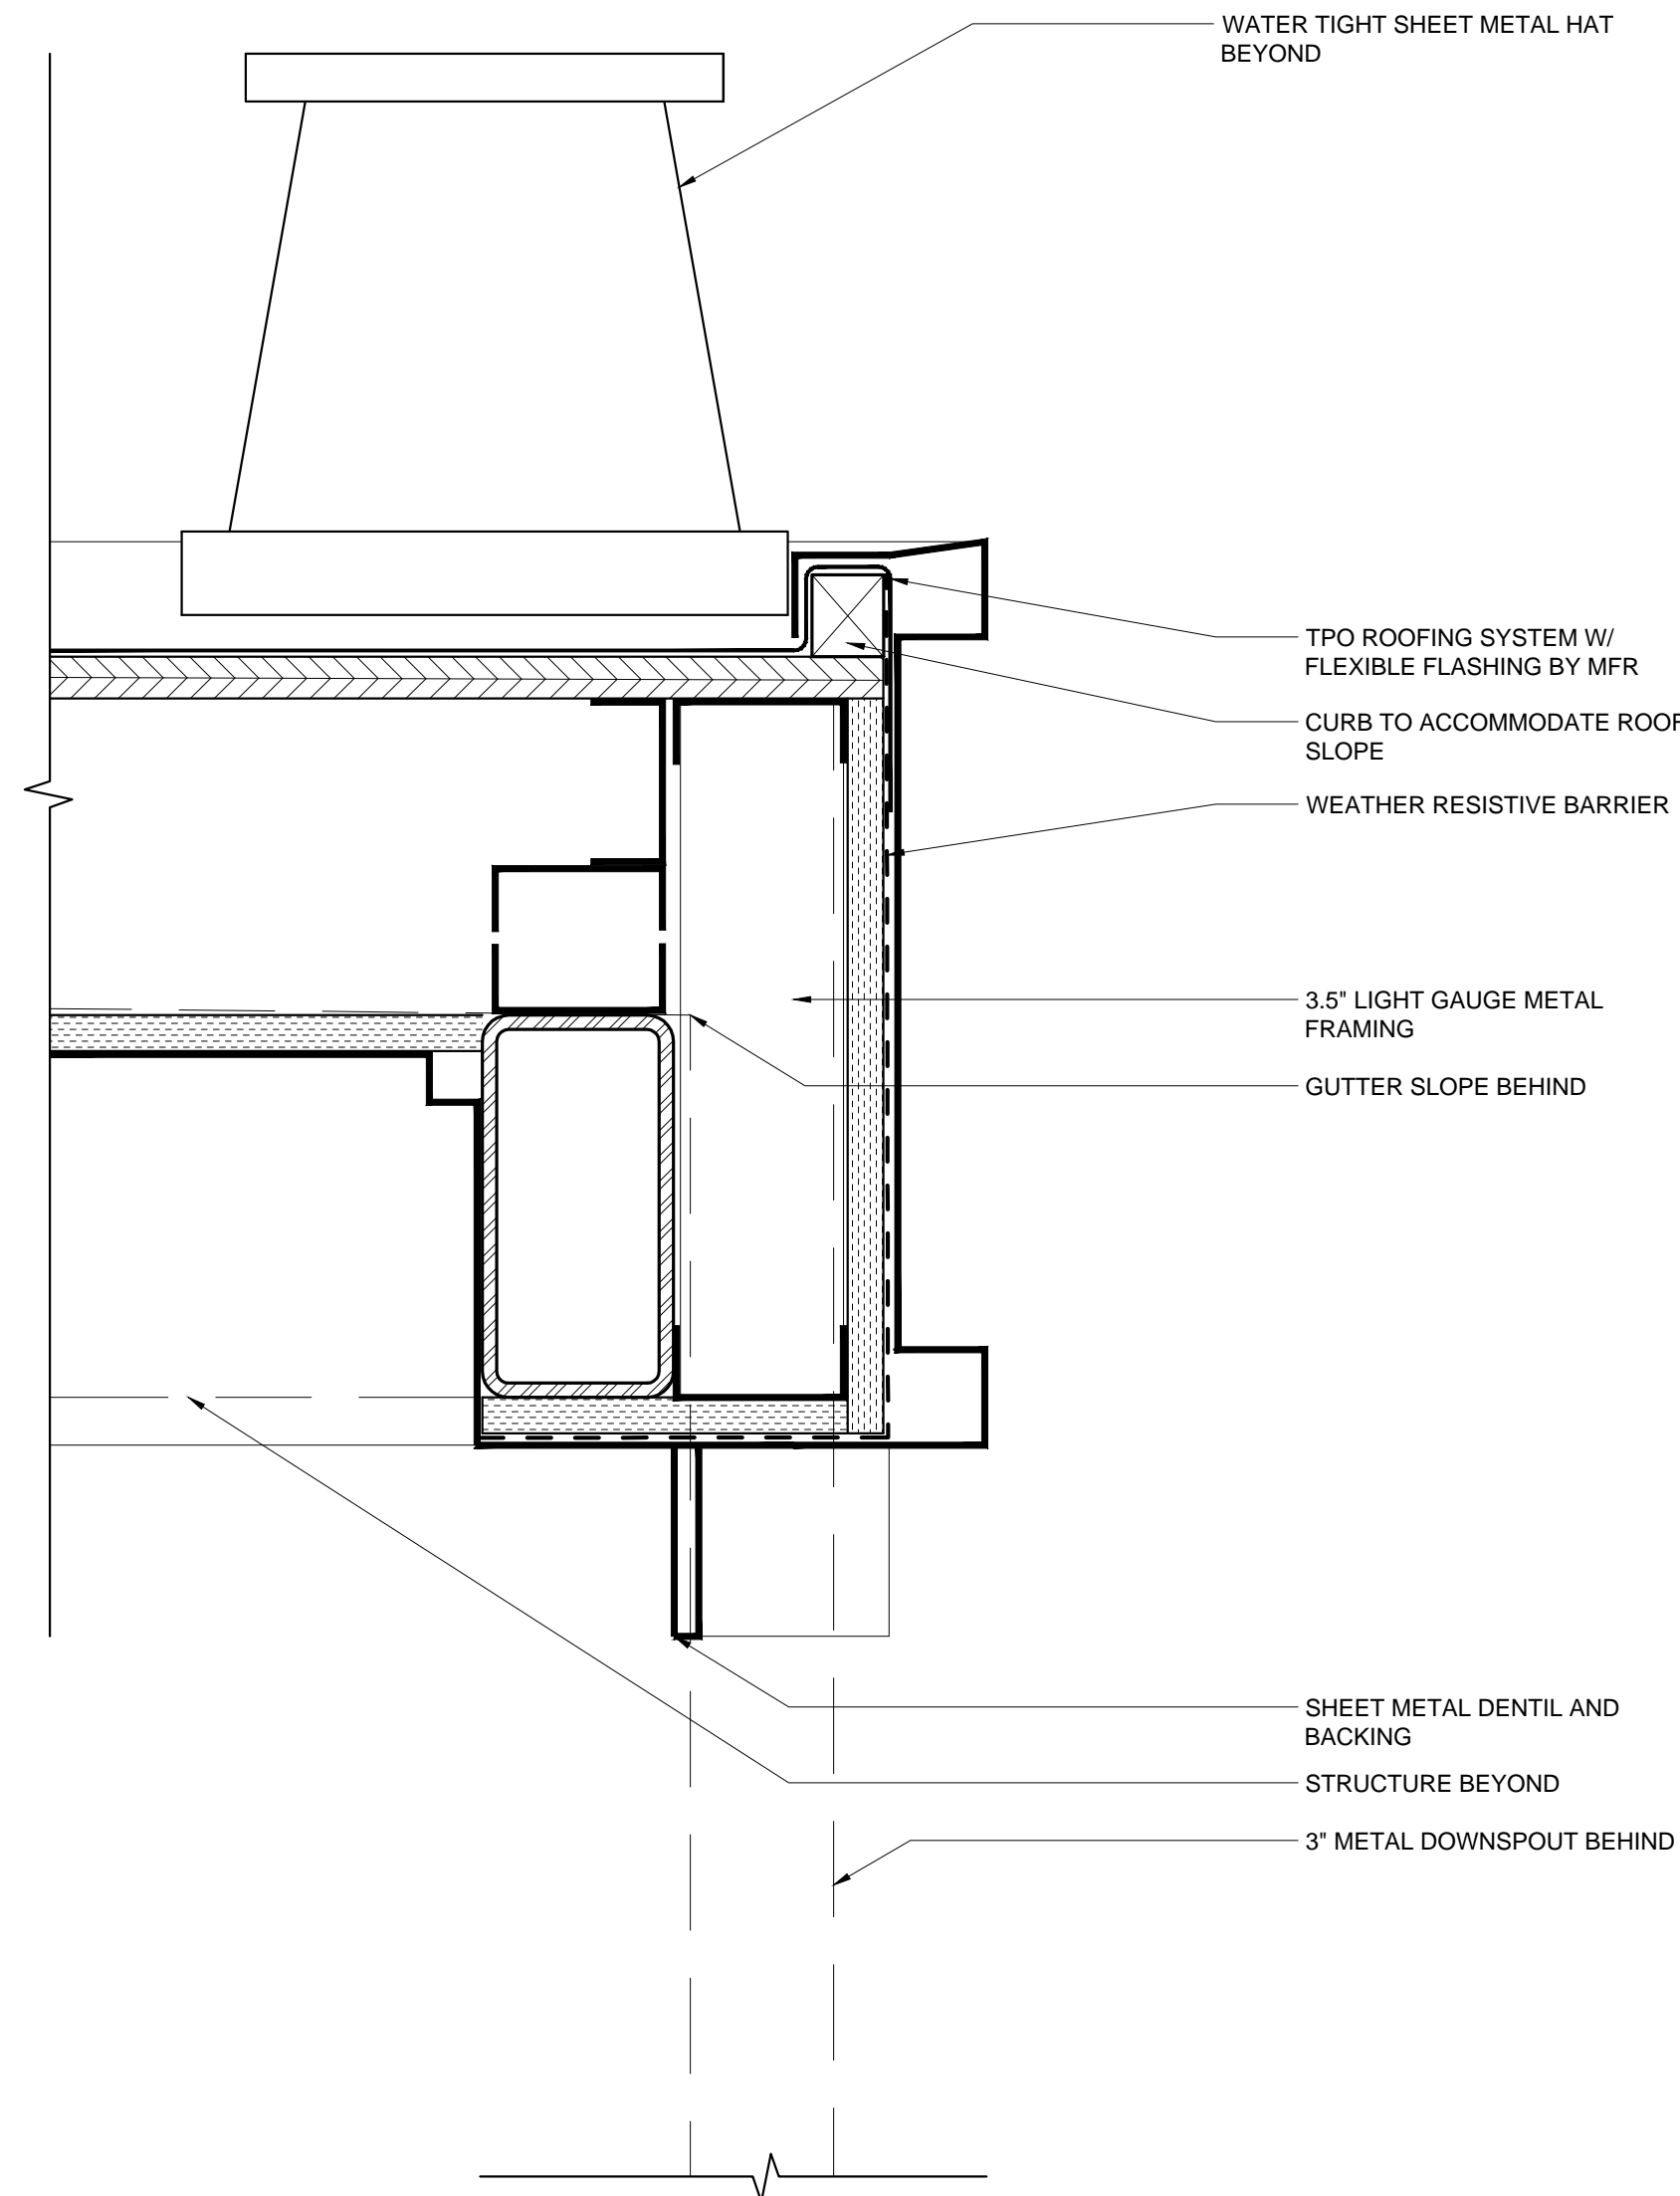 WATER TIGHT SHEET METAL HAT
BEYOND
TPO ROOFING SYSTEM W/
FLEXIBLE FLASHING BY MFR
CURB TO ACCOMMODATE ROOF
SLOPE
WEATHER RESISTIVE BARRIER
3.5" LIGHT GAUGE METAL
FRAMING
GUTTER SLOPE BEHIND
SHEET METAL DENTIL AND
BACKING
STRUCTURE BEYOND
3" METAL DOWNSPOUT BEHIND